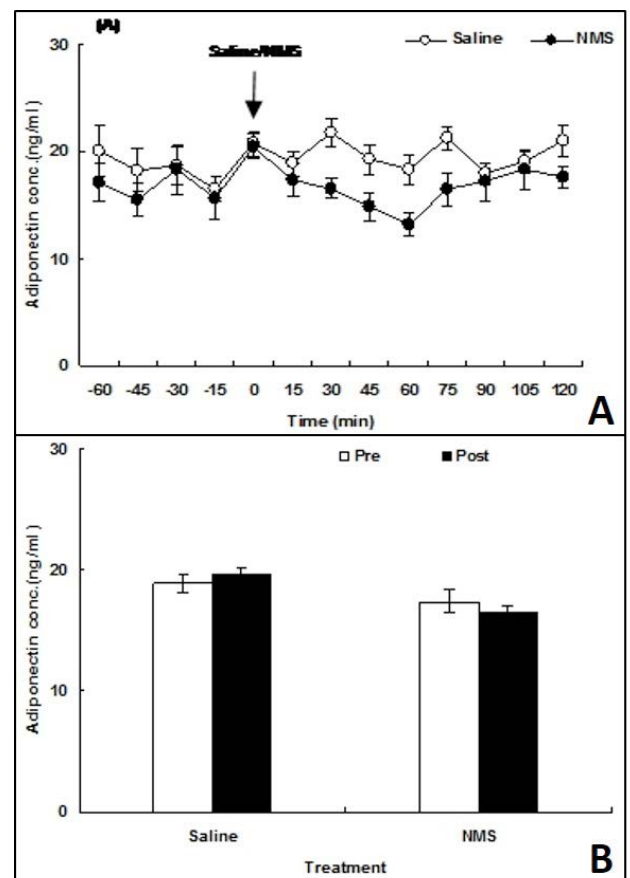 (A)
Saline/NMS
Saline NMS
30
20
10
0
Adiponectin conc.(ng/ml)
-60 -45 -30 -15 0 15 30 45 60 75 90 105 120
Time (min)
A
Pre Post
30
20
10
0
Adiponectin conc.(ng/ml)
Saline NMS
Treatment
B